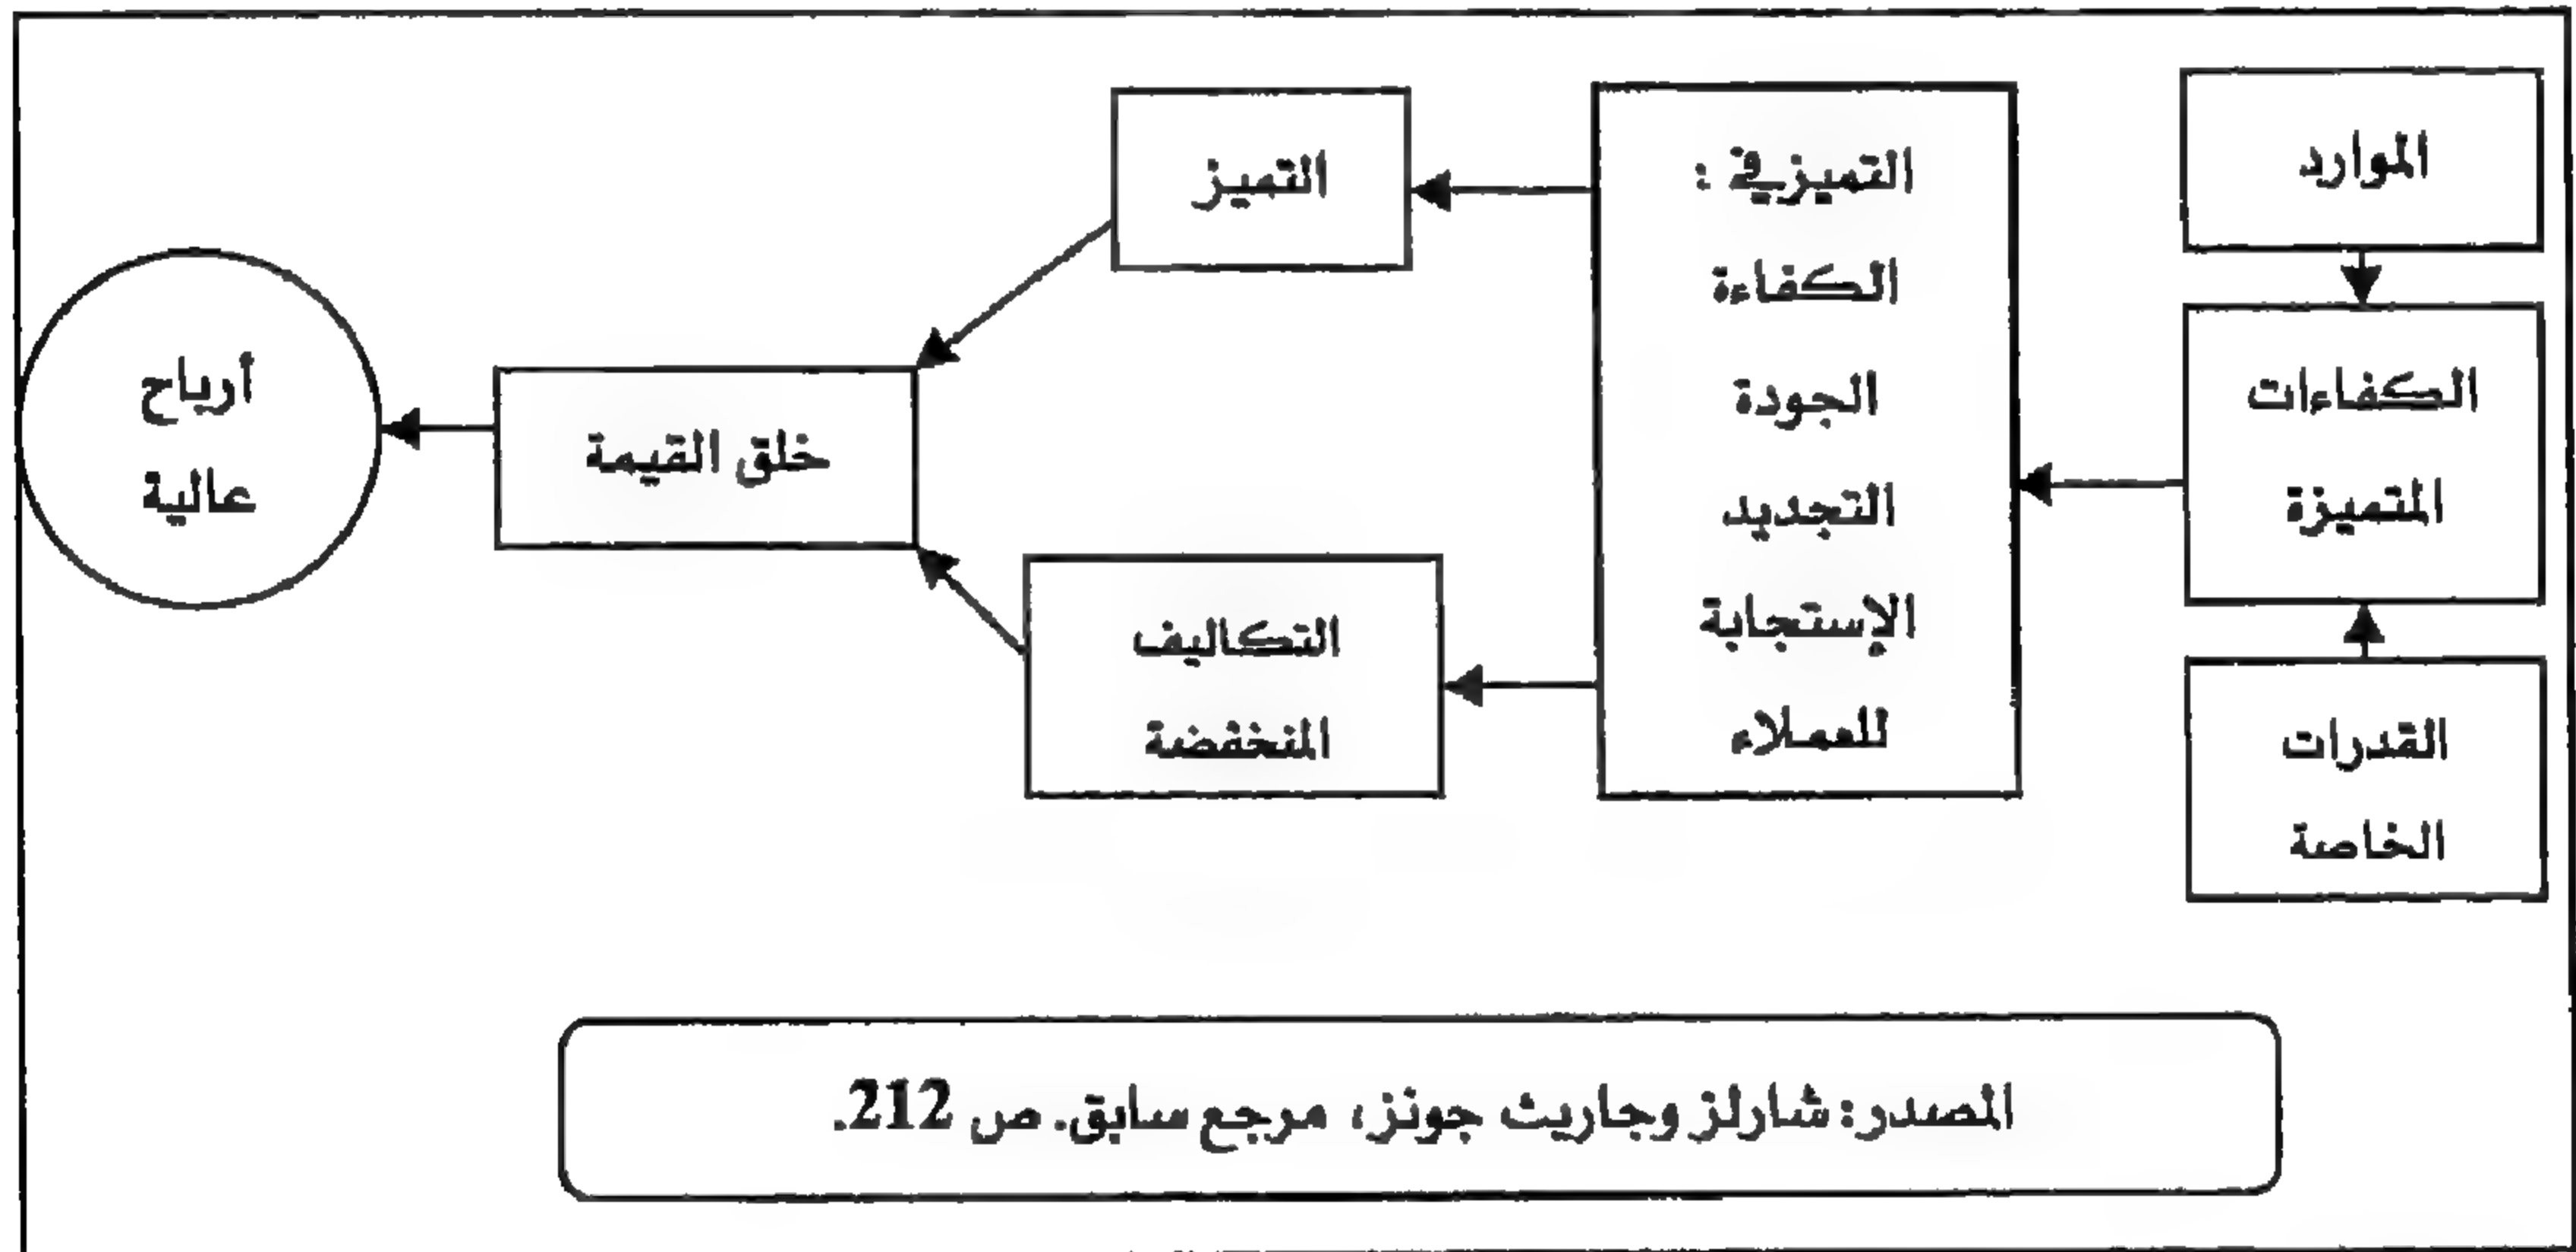 الموارد
الكفاءات
المتميزة
القدرات
الخاصة
التميز في :
الكفاءة
الجودة
التجديد
الإستجابة
للعملاء
التميز
التكاليف
المنخفضة
خلق القيمة
أرباح
عالية
المصدر: شارلز وجاريث جونز، مرجع سابق. ص 212.